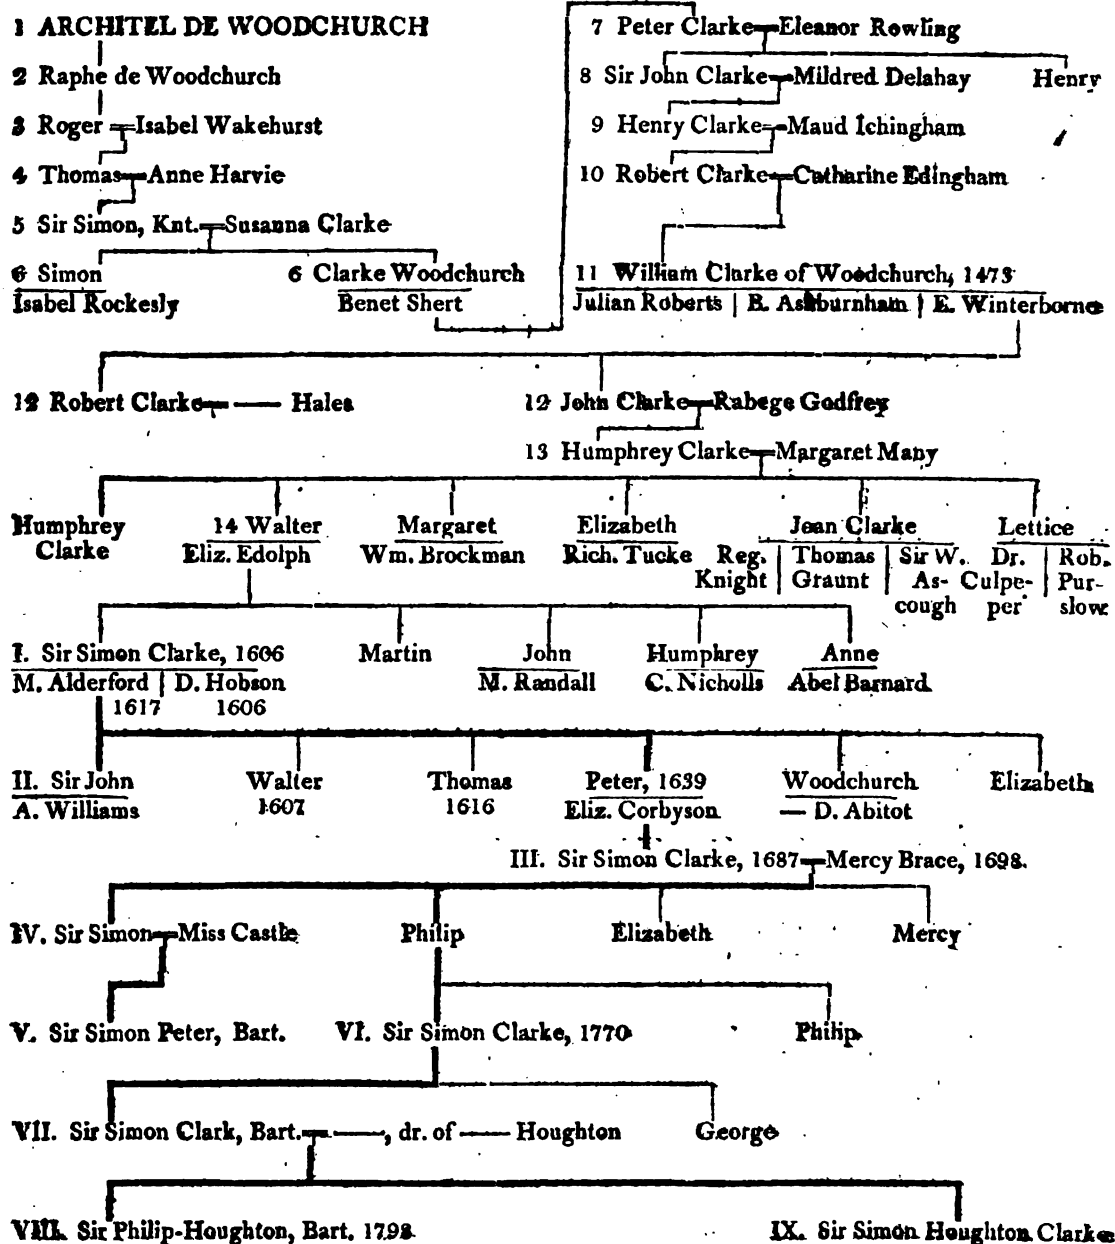 1 ARCHITEL DE WOODCHURCH
2 Raphe de Woodchurch
3 Roger Isabel Wakehurst
4 Thomas Anne Harvie
5 Sir Simon, Knt. Susanna Clarke
6 Simon
Isabel Rockesly
6 Clarke Woodchurch
Benet Shert
7 Peter Clarke Eleanor Rowling
8 Sir John Clarke Mildred Delahay Henry
9 Henry Clarke Maud Ichingham
10 Robert Clarke Catharine Edingham
11 William Clarke of Woodchurch, 1473
Julian Roberts | B. Ashburnham | E. Winterborne
12 Robert Clarke —— Hales 12 John Clarke Rabege Godfrey
13 Humphrey Clarke Margaret Many
Humphrey
Clarke
14 Walter
Eliz. Edolph
Margaret
Wm. Brockman
Elizabeth
Rich. Tucke
Jean Clarke
Reg. Knight | Thomas Graunt | Sir W. As-
cough
Lettice
Dr. Culpe-
per | Rob. Pur-
slow
I. Sir Simon Clarke, 1606 Martin John Humphrey Anne
M. Alderford | D. Hobson M. Randall C. Nicholls Abel Barnard
1617 1606
II. Sir John Walter Thomas Peter, 1639 Woodchurch Elizabeth
A. Williams 1607 1616 Eliz. Corbyson — D. Abitot
III. Sir Simon Clarke, 1687 Mercy Brace, 1698.
IV. Sir Simon Miss Castle Philip Elizabeth Mercy
V. Sir Simon Peter, Bart. VI. Sir Simon Clarke, 1770 Philip
VII. Sir Simon Clark, Bart. ——, dr. of —— Houghton George
VIII. Sir Philip-Houghton, Bart. 1798 IX. Sir Simon Houghton Clarke